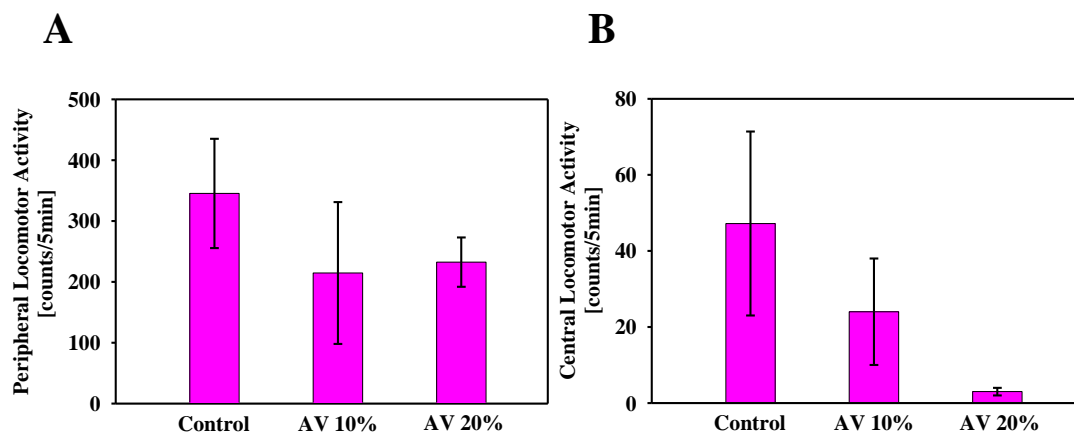 A
Peripheral Locomotor Activity
[counts/5min]
500
400
300
200
100
0
Control
AV 10%
AV 20%
B
Central Locomotor Activity
[counts/5min]
80
60
40
20
0
Control
AV 10%
AV 20%